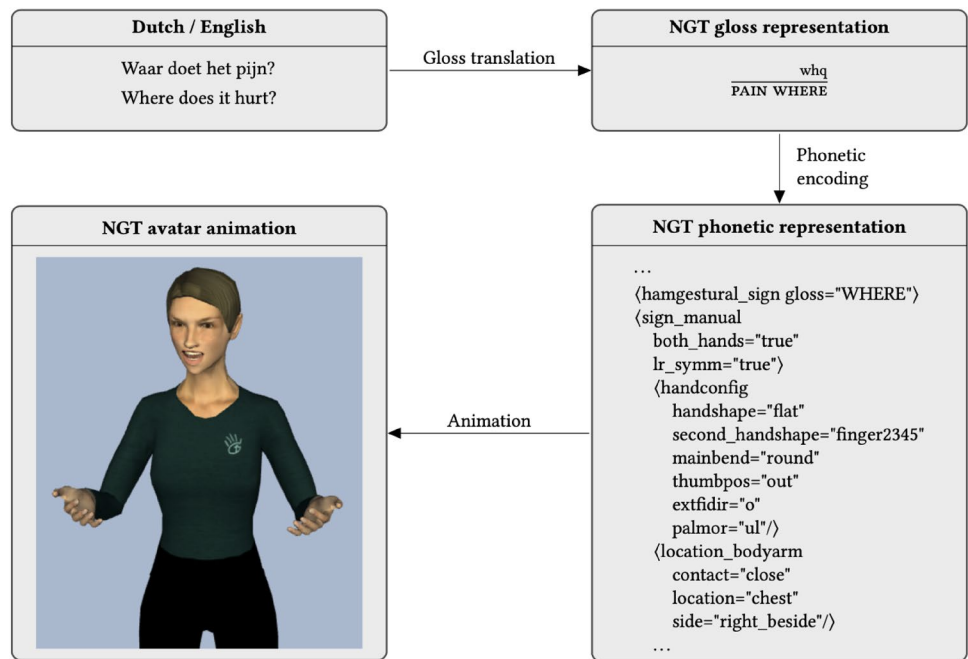 Dutch / English
Waar doet het pijn?
Where does it hurt?
Gloss translation
NGT gloss representation
whq
PAIN WHERE
Phonetic
encoding
NGT phonetic representation
…
⟨hamgestural_sign gloss="WHERE"⟩
⟨sign_manual
both_hands="true"
lr_symm="true"⟩
⟨handconfig
handshape="flat"
second_handshape="finger2345"
mainbend="round"
thumbpos="out"
extfidir="o"
palmor="ul"/⟩
⟨location_bodyarm
contact="close"
location="chest"
side="right_beside"/⟩
…
Animation
NGT avatar animation